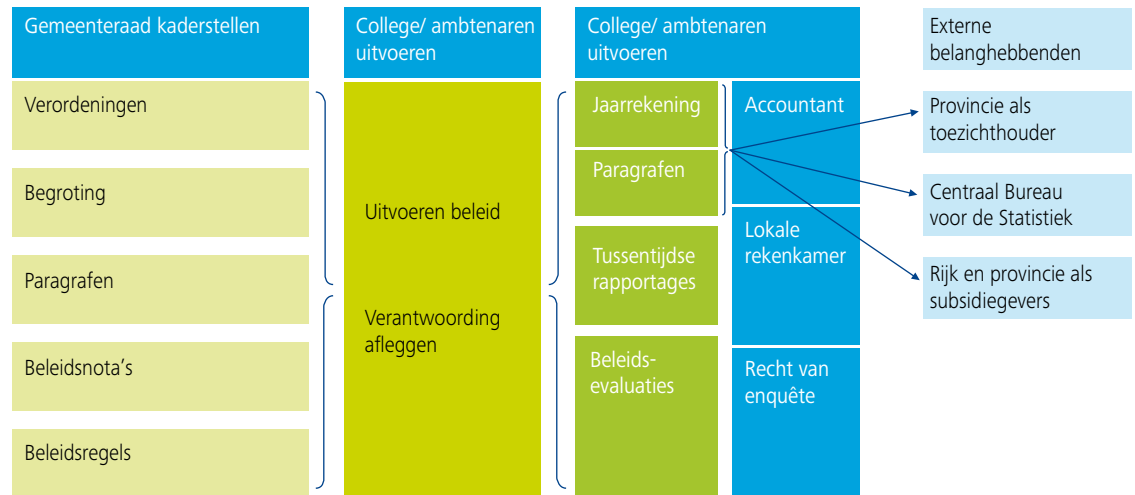 Gemeenteraad kaderstellen
Verordeningen
Begroting
Paragrafen
Beleidsnota's
Beleidsregels
College/ ambtenaren
uitvoeren
Uitvoeren beleid
Verantwoording
afleggen
College/ ambtenaren
uitvoeren
Jaarrekening
Paragrafen
Tussentijdse
rapportages
Beleids-
evaluaties
Accountant
Lokale
rekenkamer
Recht van
enquête
Externe
belanghebbenden
Provincie als
toezichthouder
Centraal Bureau
voor de Statistiek
Rijk en provincie als
subsidiegevers